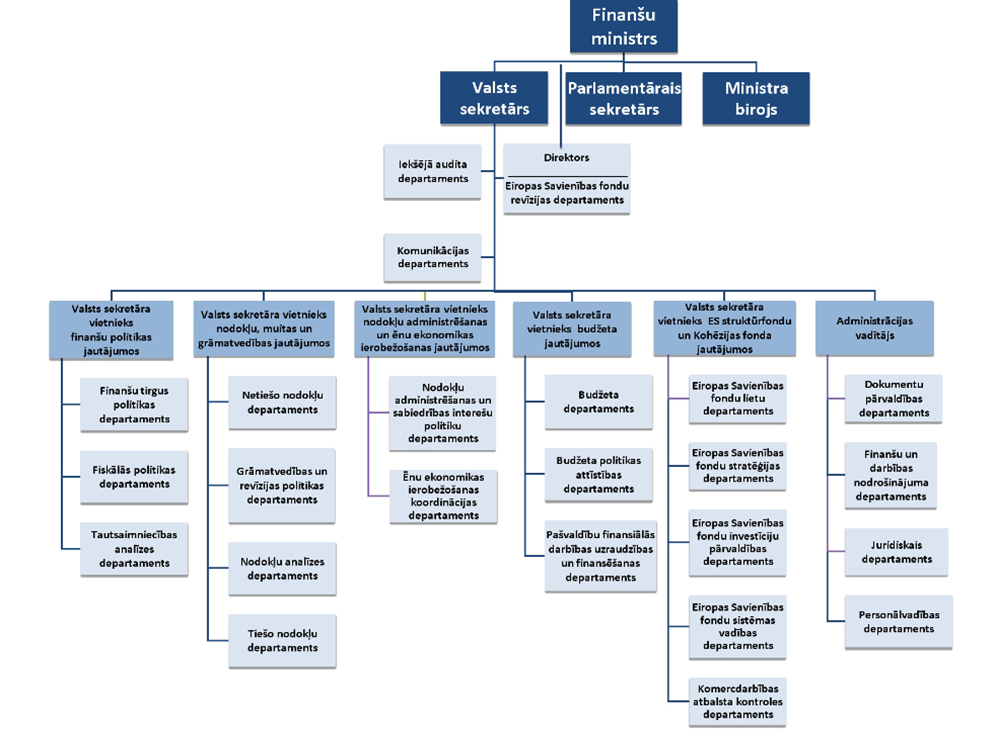 Finanšu
ministrs
Valsts
sekretārs
Parlamentārais
sekretārs
Ministra
birojs
Iekšējā audita
departaments
Direktors
Eiropas Savienības fondu
revīzijas departaments
Komunikācijas
departaments
Valsts sekretāra
vietnieks
finanšu politikas
jautājumos
Finanšu tirgus
politikas
departaments
Fiskālās politikas
departaments
Tautsaimniecības
analīzes
departaments
Valsts sekretāra vietnieks
nodokļu, muitas un
grāmatvedības jautājumos
Netiešo nodokļu
departaments
Grāmatvedības un
revīzijas politikas
departaments
Nodokļu analīzes
departaments
Tiešo nodokļu
departaments
Valsts sekretāra vietnieks
nodokļu administrēšanas
un ēnu ekonomikas
ierobežošanas jautājumos
Nodokļu
administrēšanas un
sabiedrības interešu
politiku
departaments
Ēnu ekonomikas
ierobežošanas
koordinācijas
departaments
Valsts sekretāra
vietnieks budžeta
jautājumos
Budžeta
departaments
Budžeta politikas
attīstības
departaments
Pašvaldību finansiālās
darbības uzraudzības
un finansēšanas
departaments
Valsts sekretāra
vietnieks ES struktūrfondu
un Kohēzijas fonda
jautājumos
Eiropas Savienības
fondu lietu
departaments
Eiropas Savienības
fondu stratēģijas
departaments
Eiropas Savienības
fondu investīciju
pārvaldības
departaments
Eiropas Savienības
fondu sistēmas
vadības
departaments
Komercdarbības
atbalsta kontroles
departaments
Administrācijas
vadītājs
Dokumentu
pārvaldības
departaments
Finanšu un
darbības
nodrošinājuma
departaments
Juridiskais
departaments
Personālvadības
departaments